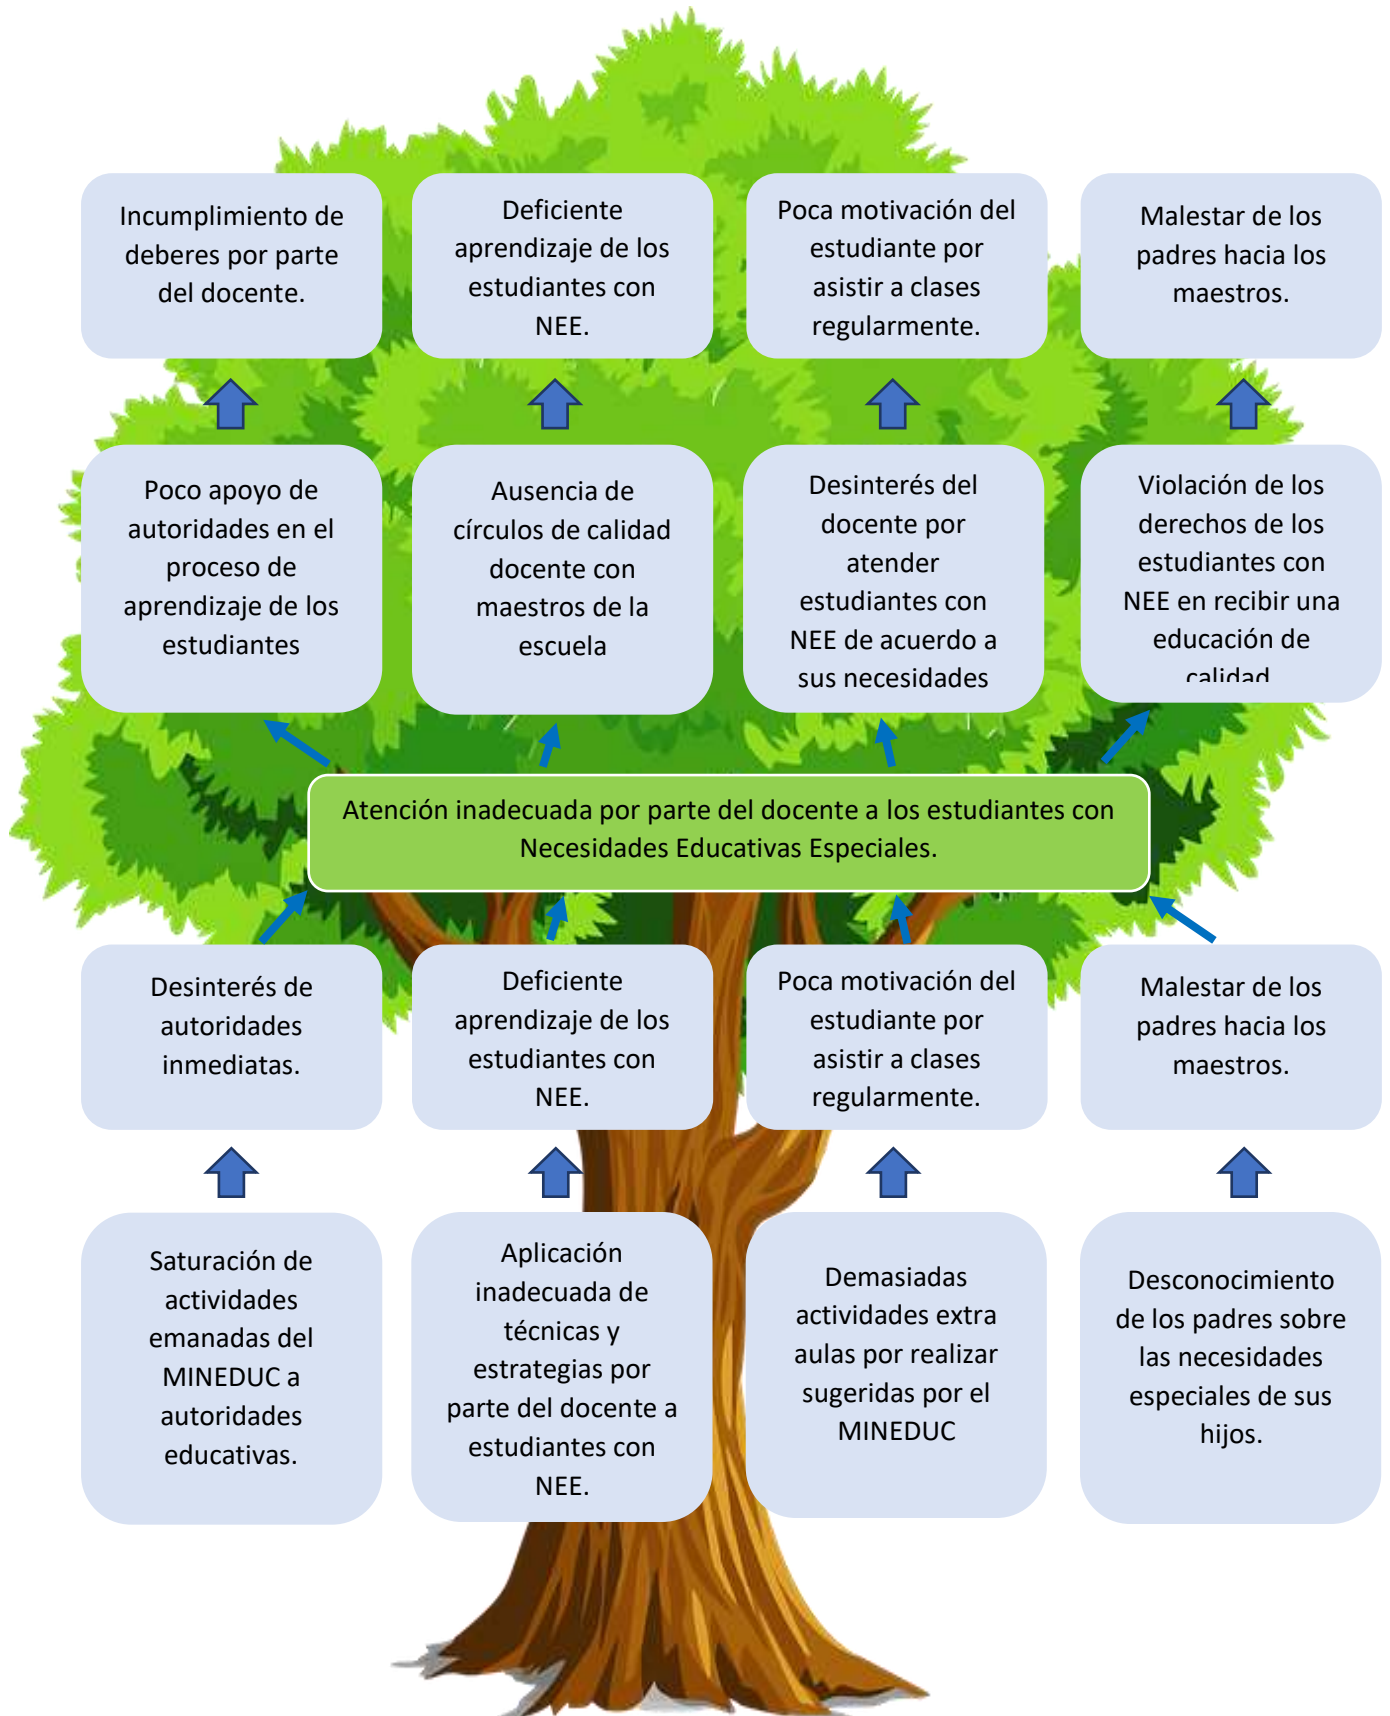 Incumplimiento de
deberes por parte
del docente.
Deficiente
aprendizaje de los
estudiantes con
NEE.
Poca motivación del
estudiante por
asistir a clases
regularmente.
Malestar de los
padres hacia los
maestros.
Poco apoyo de
autoridades en el
proceso de
aprendizaje de los
estudiantes
Ausencia de
círculos de calidad
docente con
maestros de la
escuela
Desinterés del
docente por
atender
estudiantes con
NEE de acuerdo a
sus necesidades
Violación de los
derechos de los
estudiantes con
NEE en recibir una
educación de
calidad
Atención inadecuada por parte del docente a los estudiantes con
Necesidades Educativas Especiales.
Desinterés de
autoridades
inmediatas.
Deficiente
aprendizaje de los
estudiantes con
NEE.
Poca motivación del
estudiante por
asistir a clases
regularmente.
Malestar de los
padres hacia los
maestros.
Saturación de
actividades
emanadas del
MINEDUC a
autoridades
educativas.
Aplicación
inadecuada de
técnicas y
estrategias por
parte del docente a
estudiantes con
NEE.
Demasiadas
actividades extra
aulas por realizar
sugeridas por el
MINEDUC
Desconocimiento
de los padres sobre
las necesidades
especiales de sus
hijos.